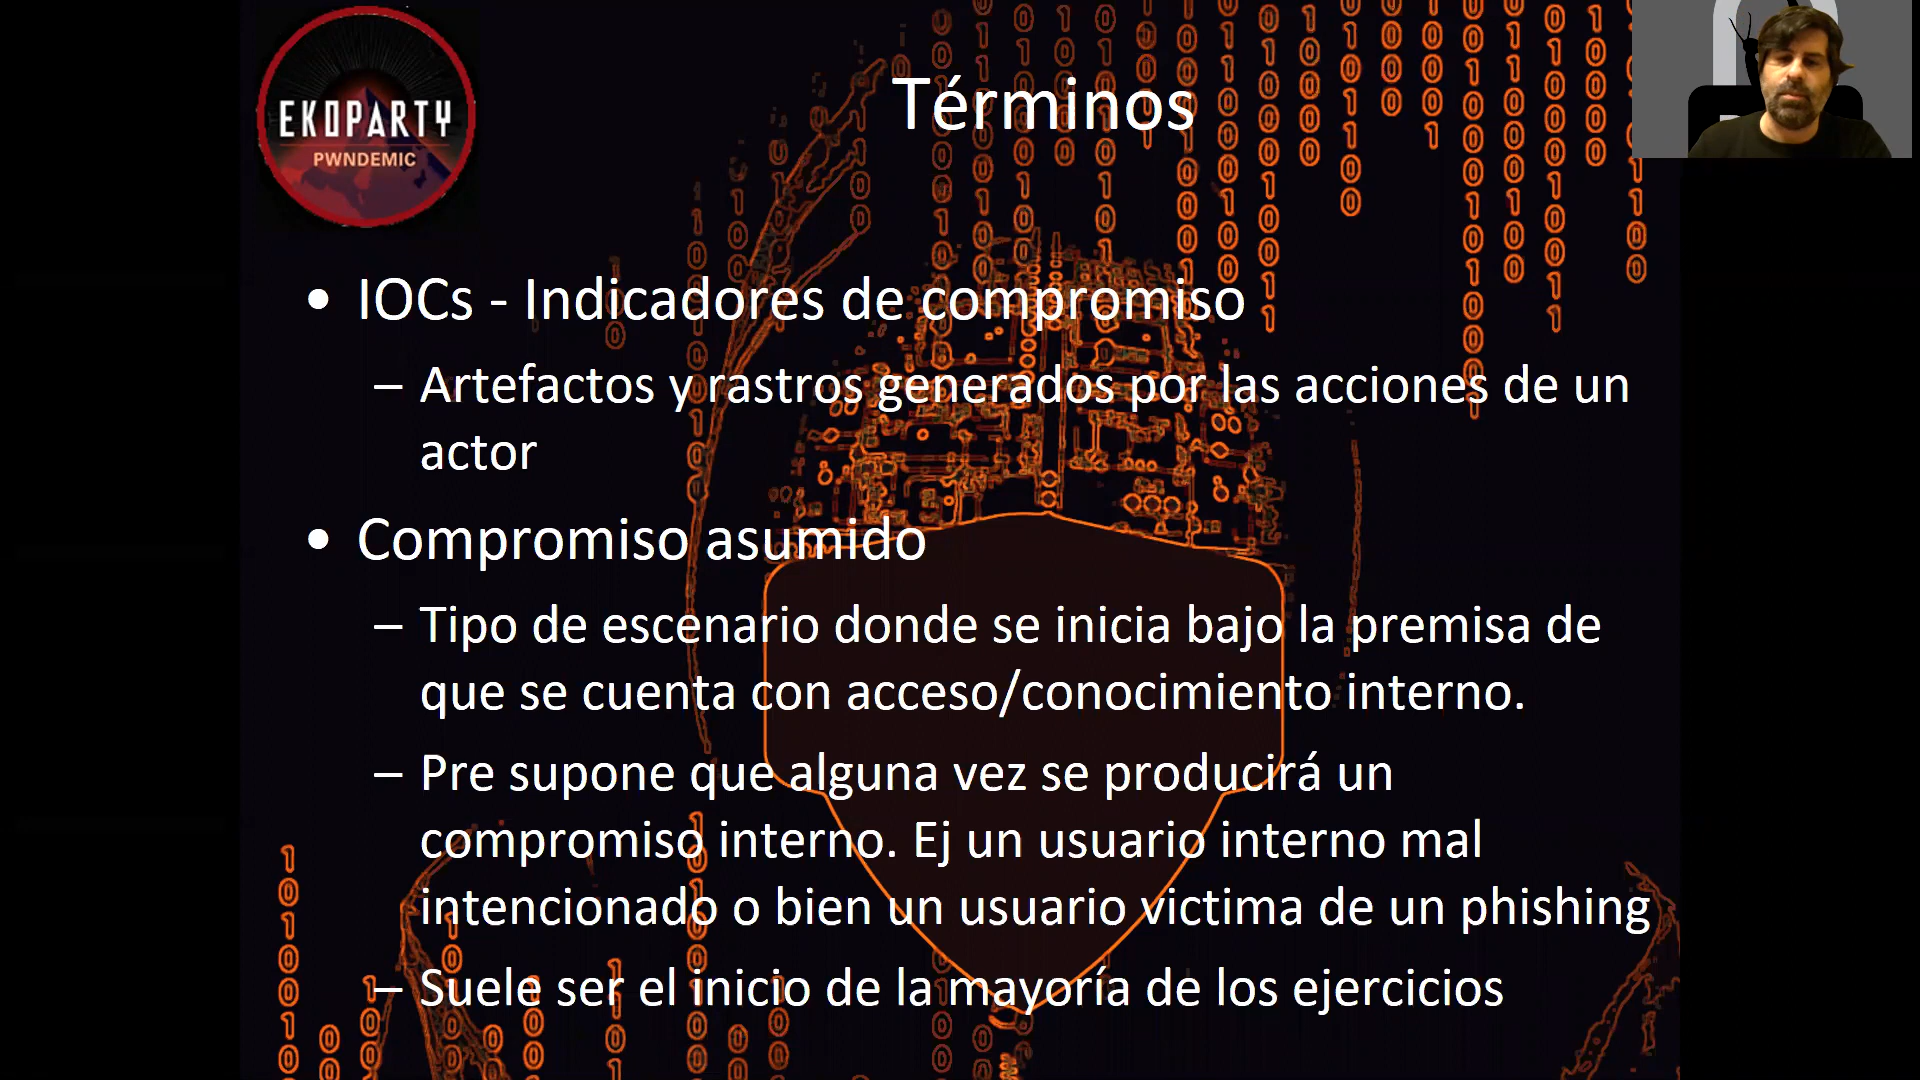 EKOPARTY
PWNDEMIC
Términos
• IOCs - Indicadores de compromiso
– Artefactos y rastros generados por las acciones de un
actor
• Compromiso asumido
– Tipo de escenario donde se inicia bajo la premisa de
que se cuenta con acceso/conocimiento interno.
– Pre supone que alguna vez se producirá un
compromiso interno. Ej un usuario interno mal
intencionado o bien un usuario victima de un phishing
– Suele ser el inicio de la mayoría de los ejercicios